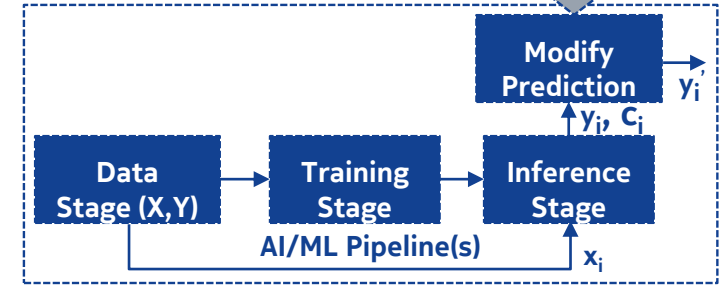 Modify
Prediction
yᵢ'
yᵢ, Cᵢ
Data
Stage (X,Y)
Training
Stage
Inference
Stage
AI/ML Pipeline(s)
xᵢ